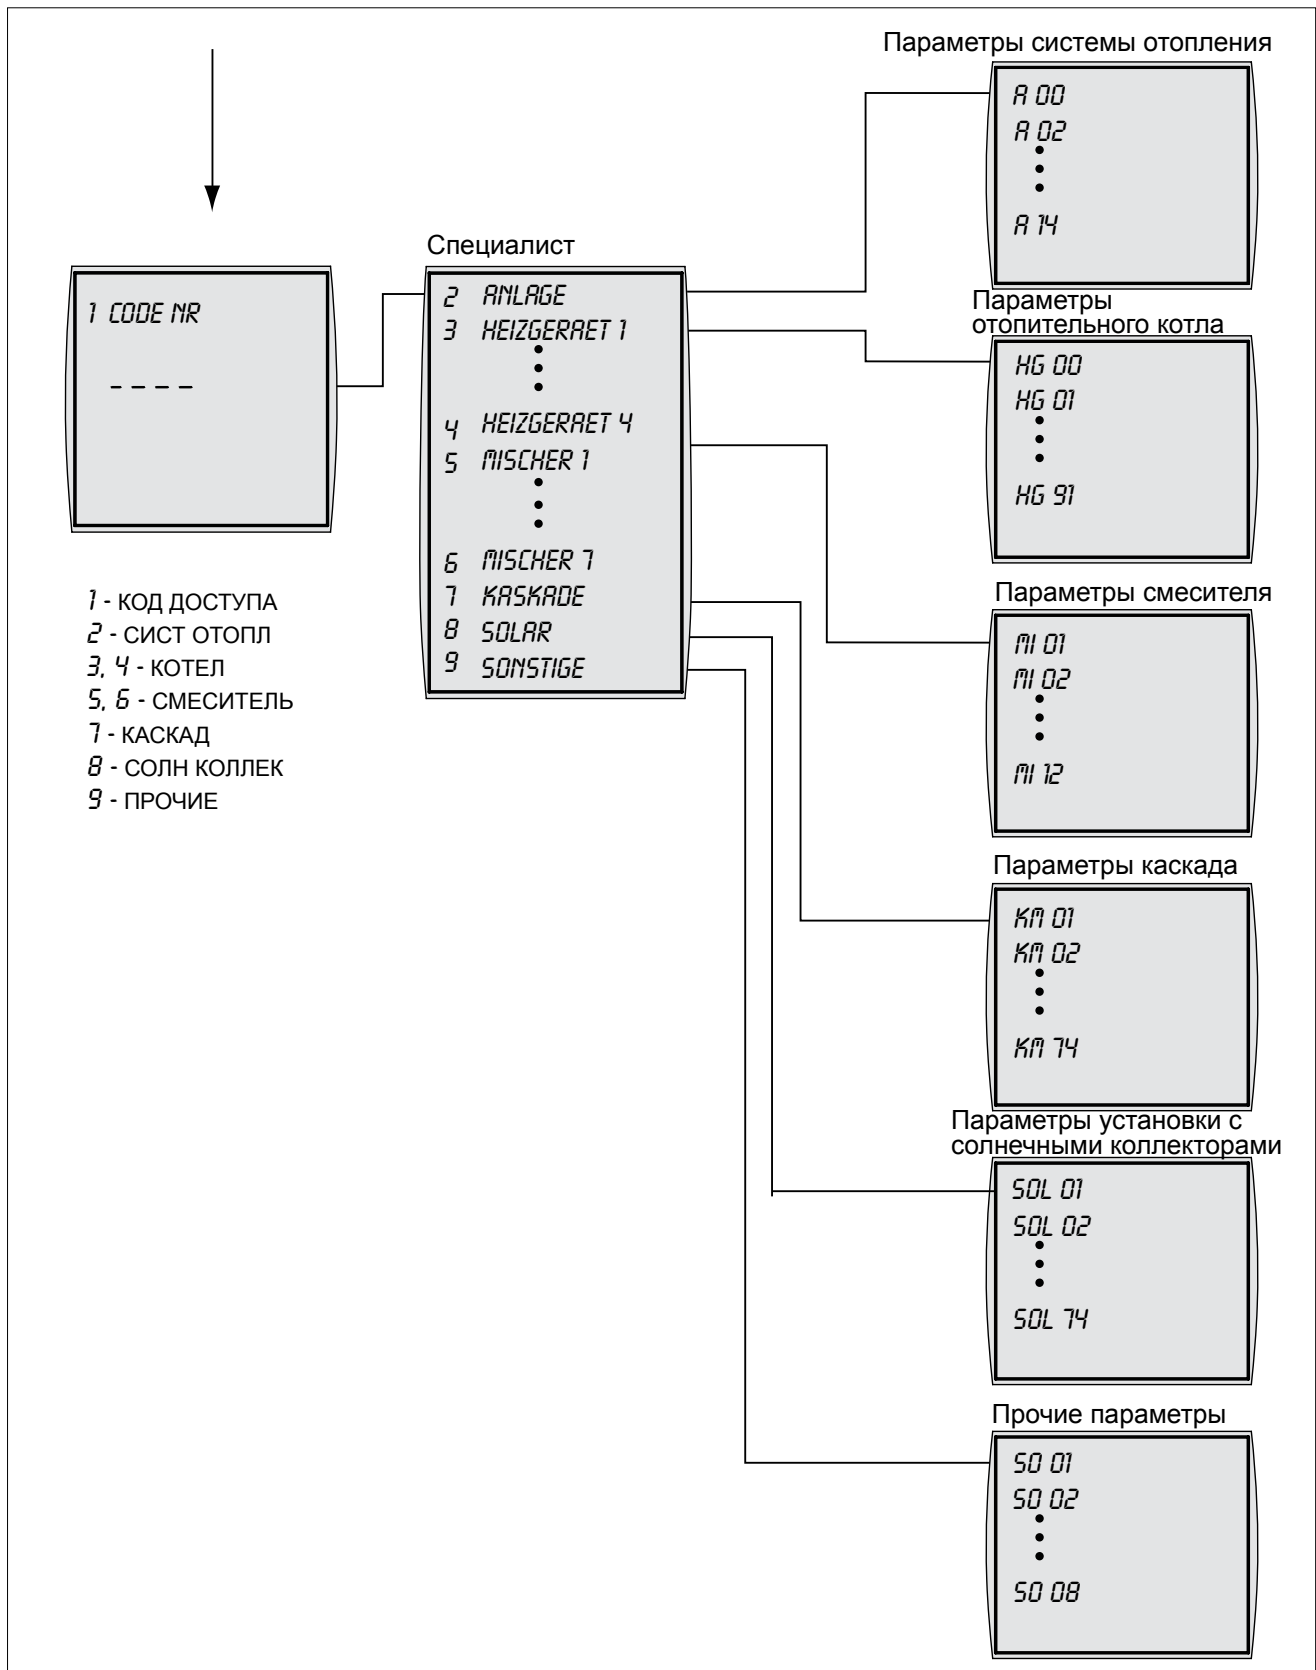 Параметры системы отопления
A 00
A 02
A 14
Специалист
1 CODE NR
– – – –
2 ANLAGE
3 HEIZGERAET 1
4 HEIZGERAET 4
5 MISCHER 1
6 MISCHER 7
7 KASKADE
8 SOLAR
9 SONSTIGE
1 - КОД ДОСТУПА
2 - СИСТ ОТОПЛ
3, 4 - КОТЕЛ
5, 6 - СМЕСИТЕЛЬ
7 - КАСКАД
8 - СОЛН КОЛЛЕК
9 - ПРОЧИЕ
Параметры
отопительного котла
HG 00
HG 01
HG 91
Параметры смесителя
MI 01
MI 02
MI 12
Параметры каскада
KM 01
KM 02
KM 74
Параметры установки с
солнечными коллекторами
SOL 01
SOL 02
SOL 74
Прочие параметры
SO 01
SO 02
SO 08